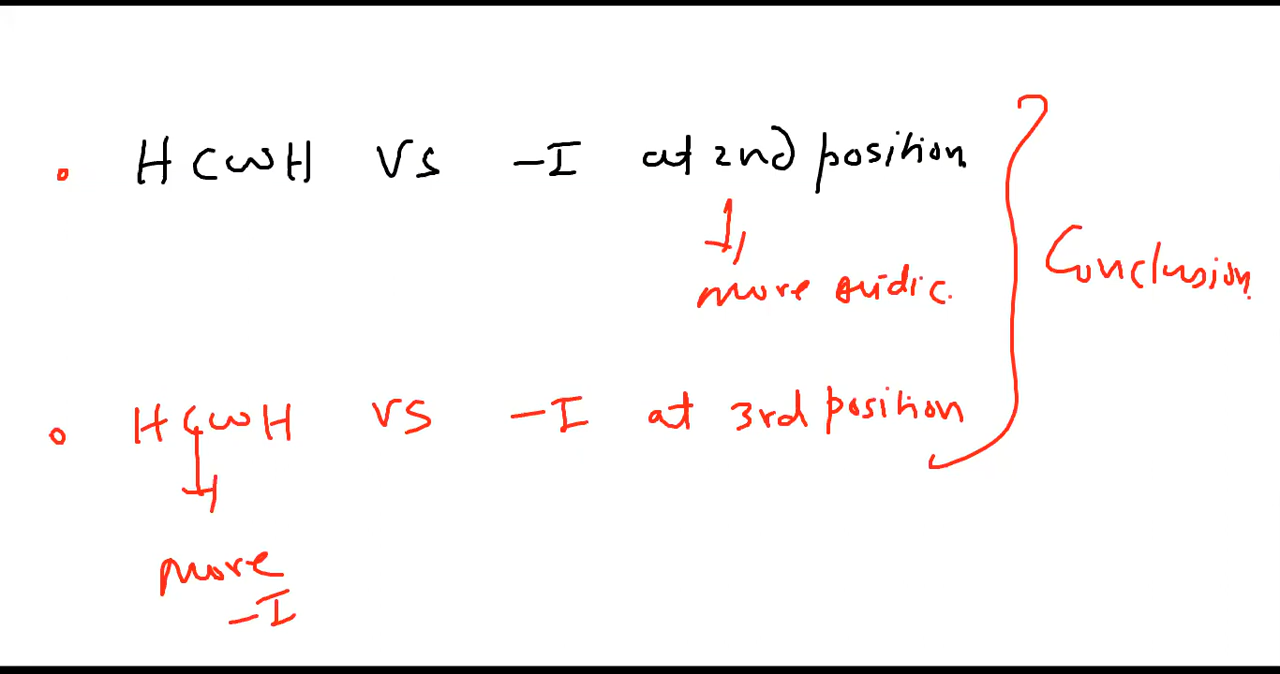 HCOOH VS -I at 2nd position
more acidic.
Conclusion.
HCOOH VS -I at 3rd position
more
-I